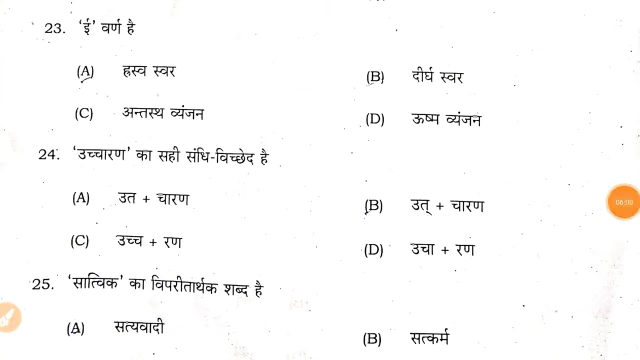 23. ‘ई’ वर्ण है
(A) ह्रस्व स्वर (B) दीर्घ स्वर
(C) अन्तस्थ व्यंजन (D) ऊष्म व्यंजन
24. ‘उच्चारण’ का सही संधि-विच्छेद है
(A) उत + चारण (B) उत् + चारण
(C) उच्च + रण (D) उचा + रण
25. ‘सात्विक’ का विपरीतार्थक शब्द है
(A) सत्यवादी (B) सत्कर्म